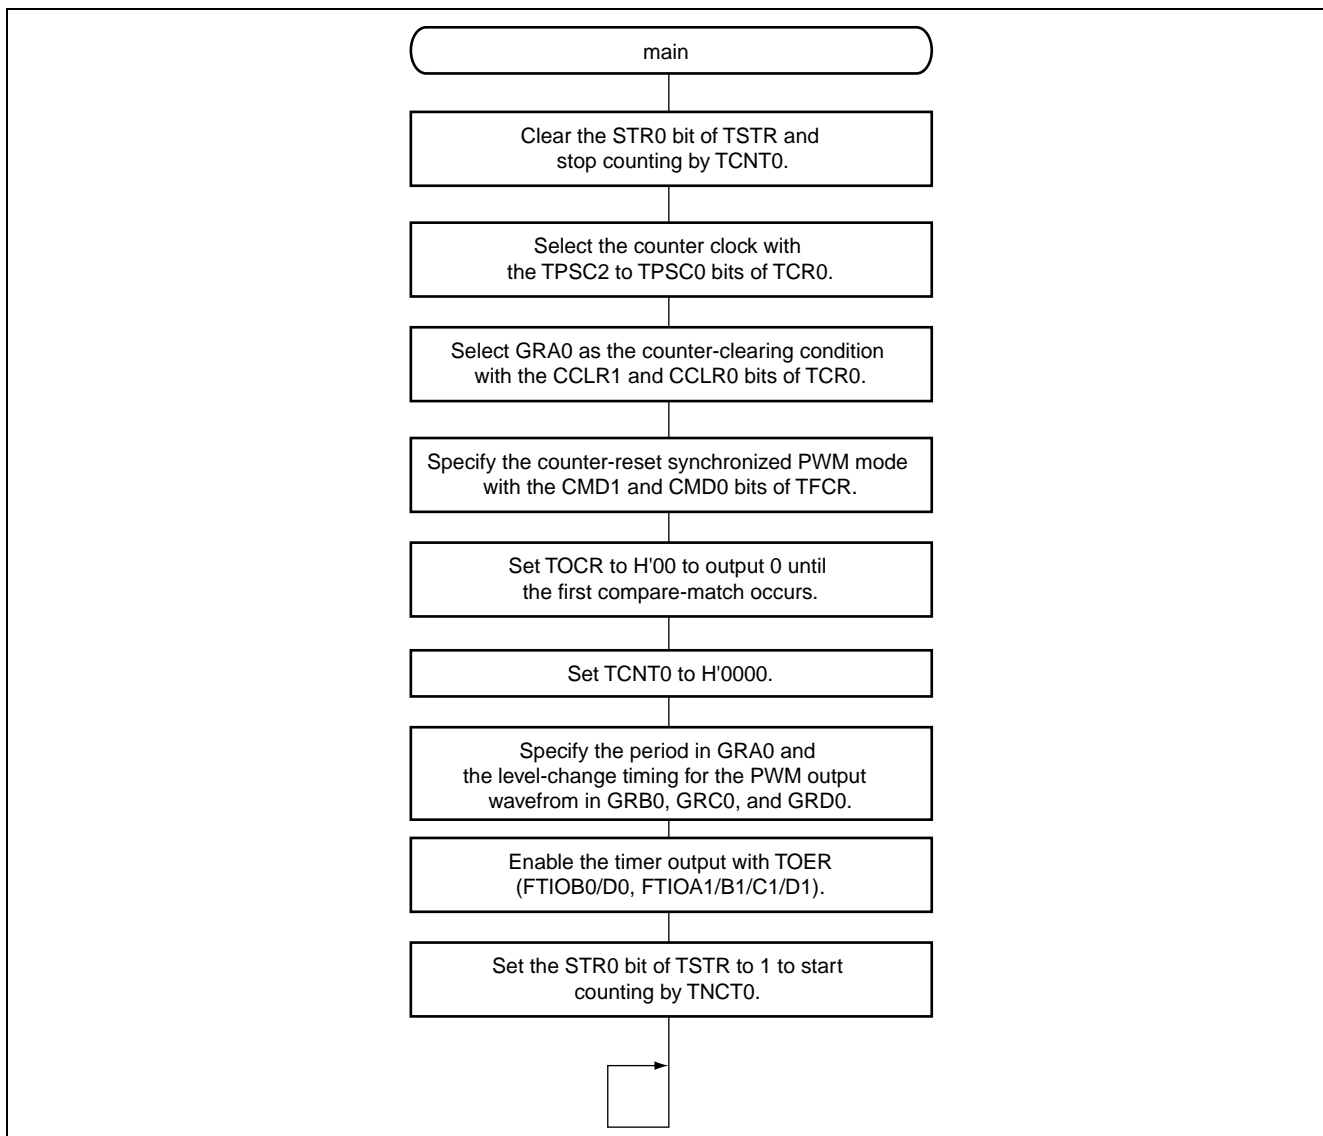 main
Clear the STR0 bit of TSTR and
stop counting by TCNT0.
Select the counter clock with
the TPSC2 to TPSC0 bits of TCR0.
Select GRA0 as the counter-clearing condition
with the CCLR1 and CCLR0 bits of TCR0.
Specify the counter-reset synchronized PWM mode
with the CMD1 and CMD0 bits of TFCR.
Set TOCR to H'00 to output 0 until
the first compare-match occurs.
Set TCNT0 to H'0000.
Specify the period in GRA0 and
the level-change timing for the PWM output
wavefrom in GRB0, GRC0, and GRD0.
Enable the timer output with TOER
(FTIOB0/D0, FTIOA1/B1/C1/D1).
Set the STR0 bit of TSTR to 1 to start
counting by TNCT0.